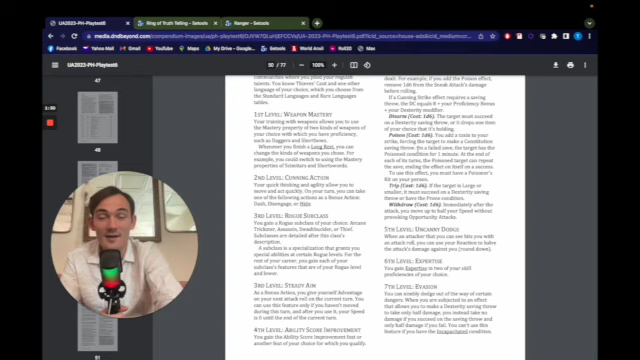 UA2023-PH-Playtest6
Ring of Truth Telling - 5etools
Ranger - 5etools
Facebook
Yahoo Mail
Gmail
YouTube
Maps
My Drive - Google...
5etools
World Anvil
Roll20
UA2023-PH-Playtest6
50 / 77
100%
47
48
communities where you plied your regular
talents. You know Thieves' Cant and one other
language of your choice, which you choose
from the Standard Languages and Rare Languages
tables.
1ST LEVEL: WEAPON MASTERY
Your training with weapons allows you to use
the Mastery property of two kinds of weapons of
your choice with which you have proficiency,
such as Daggers and Shortbows.
Whenever you finish a Long Rest, you can
change the kinds of weapons you chose. For
example, you could switch to using the Mastery
properties of Scimitars and Shortswords.
2ND LEVEL: CUNNING ACTION
Your quick thinking and agility allow you to
move and act quickly. On your turn, you can take
one of the following actions as a Bonus Action:
Dash, Disengage, or Hide.
3RD LEVEL: ROGUE SUBCLASS
You gain a Rogue subclass of your choice: Arcane
Trickster, Assassin, Swashbuckler, or Thief.
Subclasses are detailed after this class's
description.
A subclass is a specialization that grants you
special abilities at certain Rogue levels. For the
rest of your career, you gain each of your
subclass's features that are of your Rogue level
and lower.
3RD LEVEL: STEADY AIM
As a Bonus Action, you give yourself Advantage
on your next attack roll on the current turn. You
can use this feature only if you haven't moved
during this turn, and after you use it, your Speed
is 0 until the end of the current turn.
4TH LEVEL: ABILITY SCORE IMPROVEMENT
You gain the Ability Score Improvement feat or
another feat of your choice for which you qualify.
dealt. For example, if you add the Poison effect,
remove 1d6 from the Sneak Attack's damage
before rolling.
If a Cunning Strike effect requires a saving
throw, the DC equals 8 + your Proficiency Bonus
+ your Dexterity modifier.
Disarm (Cost: 1d6). The target must succeed
on a Dexterity saving throw, or it drops one item
of your choice that it's holding.
Poison (Cost: 1d6). You add a toxin to your
strike, forcing the target to make a Constitution
saving throw. On a failed save, the target has the
Poisoned condition for 1 minute. At the end of
each of its turns, the Poisoned target can repeat
the save, ending the effect on itself on a success.
To use this effect, you must have a Poisoner's
Kit on your person.
Trip (Cost: 1d6). If the target is Large or
smaller, it must succeed on a Dexterity saving
throw or have the Prone condition.
Withdraw (Cost: 1d6). Immediately after the
attack, you move up to half your Speed without
provoking Opportunity Attacks.
5TH LEVEL: UNCANNY DODGE
When an attacker that you can see hits you with
an attack roll, you can use your Reaction to halve
the attack's damage against you (round down).
6TH LEVEL: EXPERTISE
You gain Expertise in two of your skill
proficiencies of your choice.
7TH LEVEL: EVASION
You can nimbly dodge out of the way of certain
dangers. When you are subjected to an effect that
allows you to make a Dexterity saving throw to
take only half damage, you instead take no
damage if you succeed on the saving throw and
only half damage if you fail. You can't use this
feature if you have the Incapacitated condition.